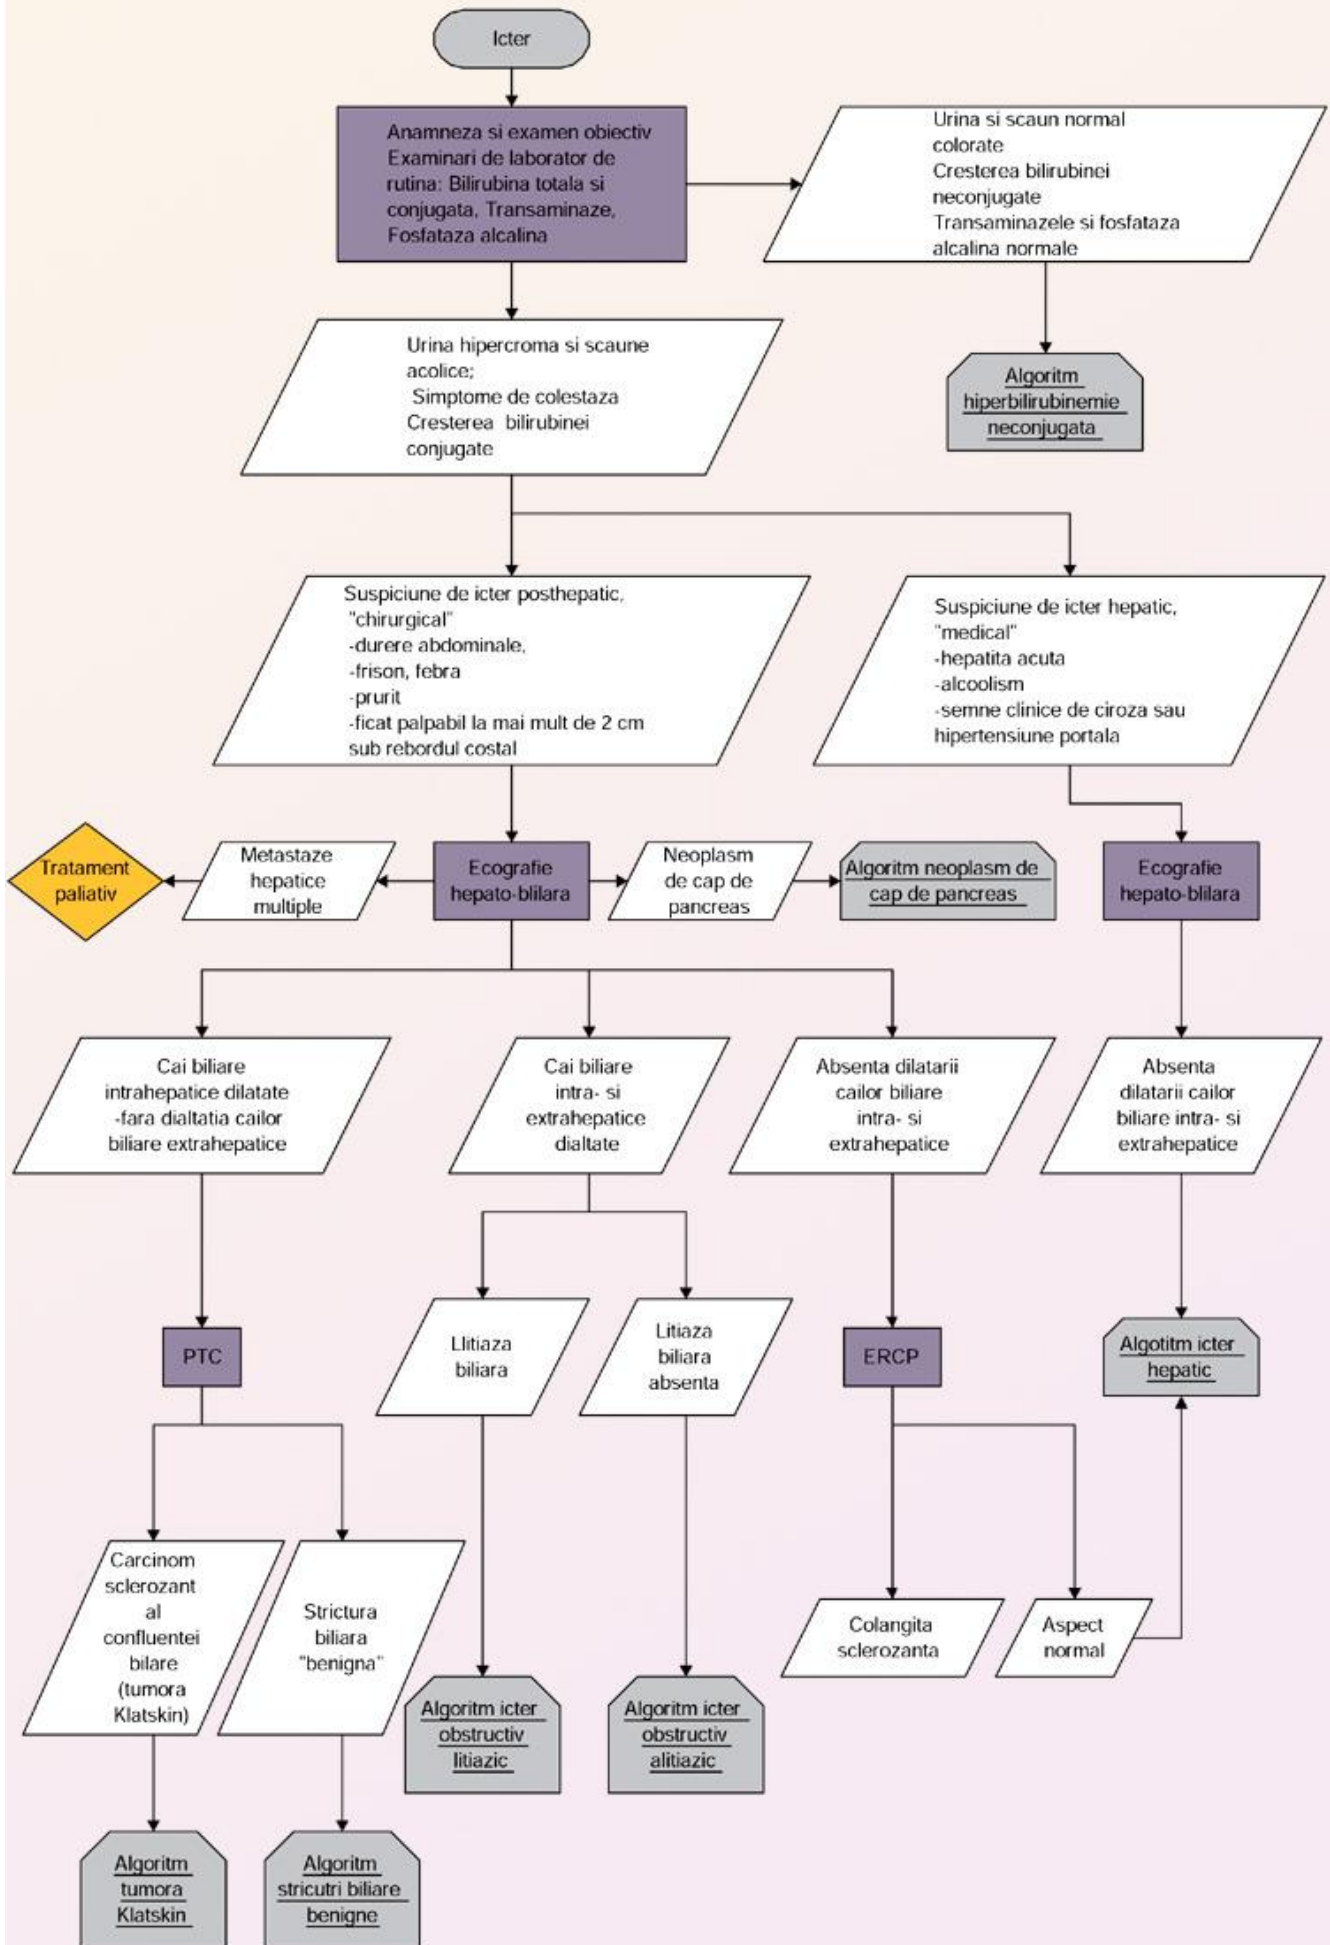 Icter
Anamneza si examen obiectiv
Examinari de laborator de
rutina: Bilirubina totala si
conjugata, Transaminaze,
Fosfataza alcalina
Urina si scaun normal
colorate
Cresterea bilirubinei
neconjugate
Transaminazele si fosfataza
alcalina normale
Algoritm
hiperbilirubinemie
neconjugata
Urina hipercroma si scaune
acolice;
Simptome de colestaza
Cresterea bilirubinei
conjugate
Suspiciune de icter posthepatic,
"chirurgical"
-durere abdominale,
-frison, febra
-prurit
-ficat palpabil la mai mult de 2 cm
sub rebordul costal
Suspiciune de icter hepatic,
"medical"
-hepatita acuta
-alcoolism
-semne clinice de ciroza sau
hipertensiune portala
Tratament
paliativ
Metastaze
hepatice
multiple
Ecografie
hepato-blilara
Neoplasm
de cap de
pancreas
Algoritm neoplasm de
cap de pancreas
Ecografie
hepato-blilara
Cai biliare
intrahepatice dilatate
-fara dialtatia cailor
biliare extrahepatice
Cai biliare
intra- si
extrahepatice
dialtate
Absenta dilatarii
cailor biliare
intra- si
extrahepatice
Absenta
dilatarii cailor
biliare intra- si
extrahepatice
PTC
Llitiaza
biliara
Litiaza
biliara
absenta
ERCP
Algotitm icter
hepatic
Carcinom
sclerozant
al
confluentei
bilare
(tumora
Klatskin)
Strictura
biliara
"benigna"
Colangita
sclerozanta
Aspect
normal
Algoritm icter
obstructiv
litiazic
Algoritm icter
obstructiv
alitiazic
Algoritm
tumora
Klatskin
Algoritm
stricutri biliare
benigne